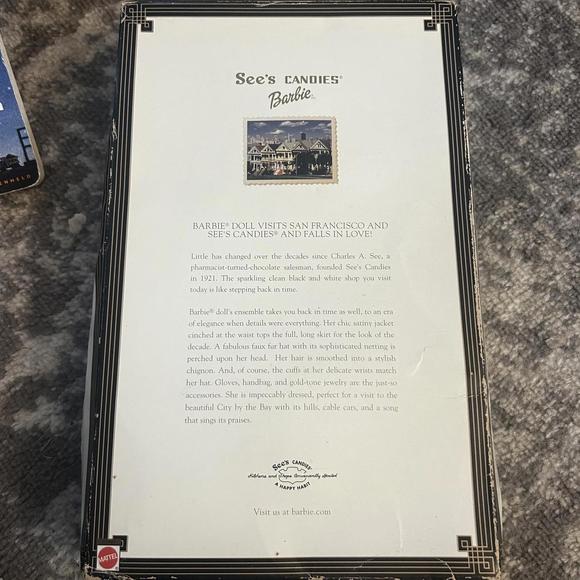 See's CANDIES®
Barbie®
BARBIE® DOLL VISITS SAN FRANCISCO AND
SEE'S CANDIES® AND FALLS IN LOVE!
Little has changed over the decades since Charles A. See, a
pharmacist-turned-chocolate salesman, founded See's Candies
in 1921. The sparkling clean black and white shop you visit
today is like stepping back in time.
Barbie® doll's ensemble takes you back in time as well, to an era
of elegance when details were everything. Her chic satiny jacket
cinched at the waist tops the full, long skirt for the look of the
decade. A fabulous faux fur hat with its sophisticated netting is
perched upon her head. Her hair is smoothed into a stylish
chignon. And, of course, the cuffs at her delicate wrists match
her hat. Gloves, handbag, and gold-tone jewelry are the just-so
accessories. She is impeccably dressed, perfect for a visit to the
beautiful City by the Bay with its hills, cable cars, and a song
that sings its praises.
See's CANDIES®
Kitchens and Shops Conveniently Located
A HAPPY HABIT
Visit us at barbie.com
MATTEL